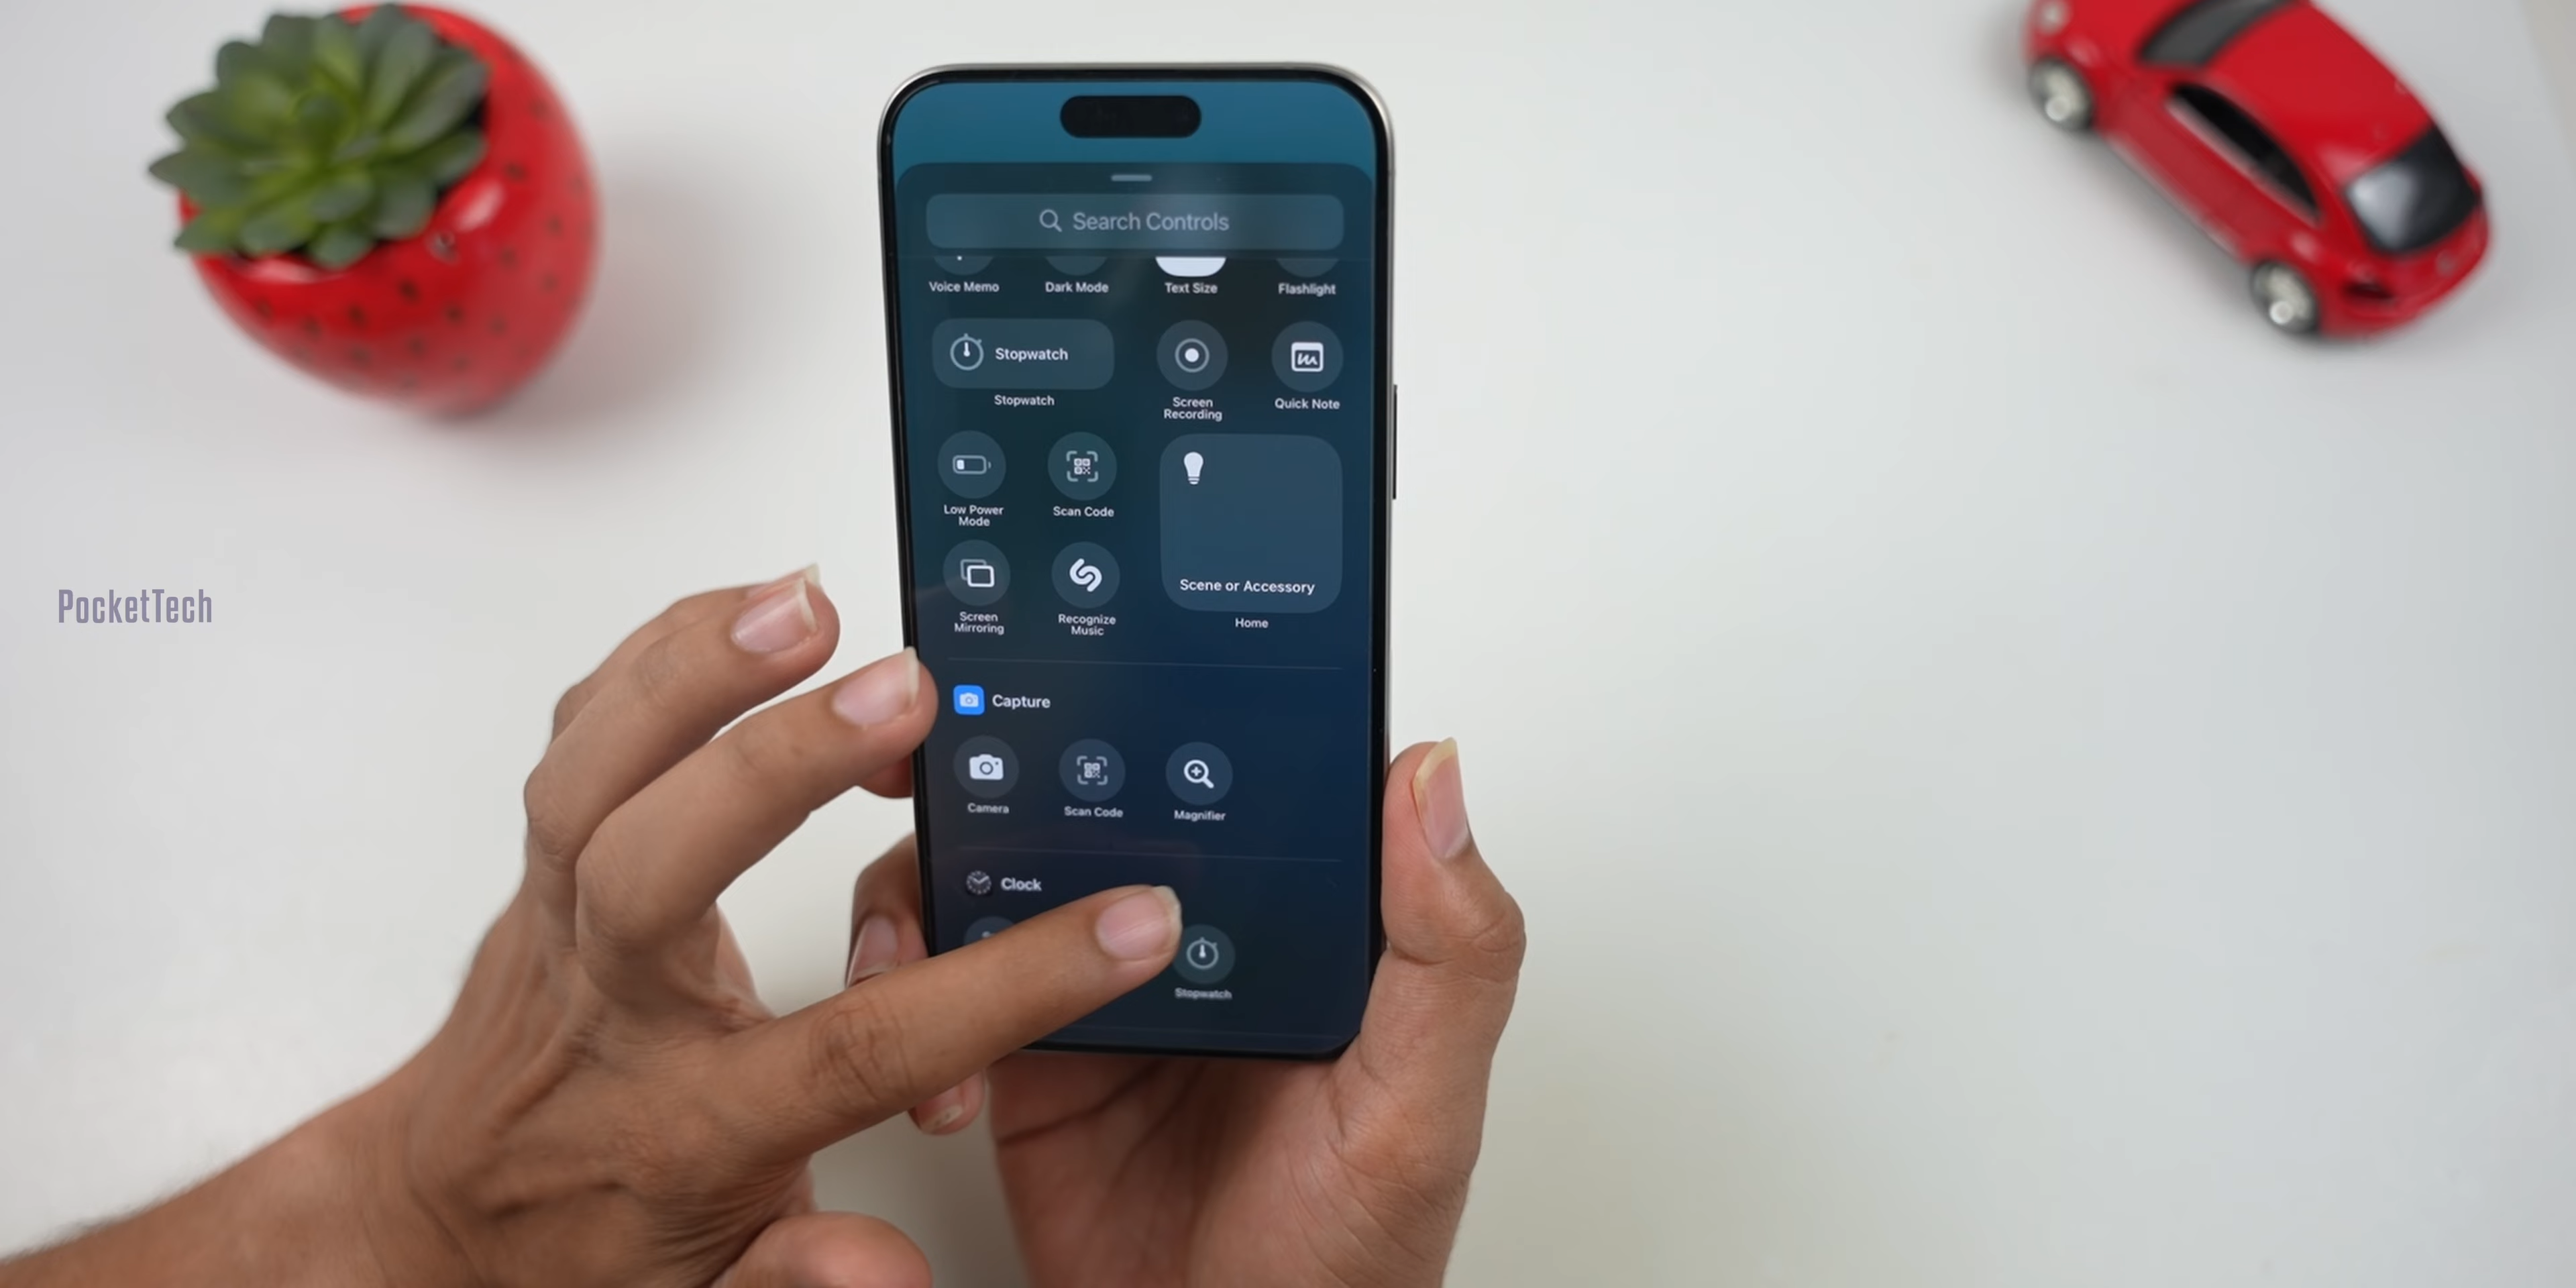 Search Controls
Voice Memo
Dark Mode
Text Size
Flashlight
Stopwatch
Stopwatch
Screen
Recording
Quick Note
Low Power
Mode
Scan Code
Scene or Accessory
Home
Screen
Mirroring
Recognize
Music
Capture
Camera
Scan Code
Magnifier
Clock
Stopwatch
PocketTech